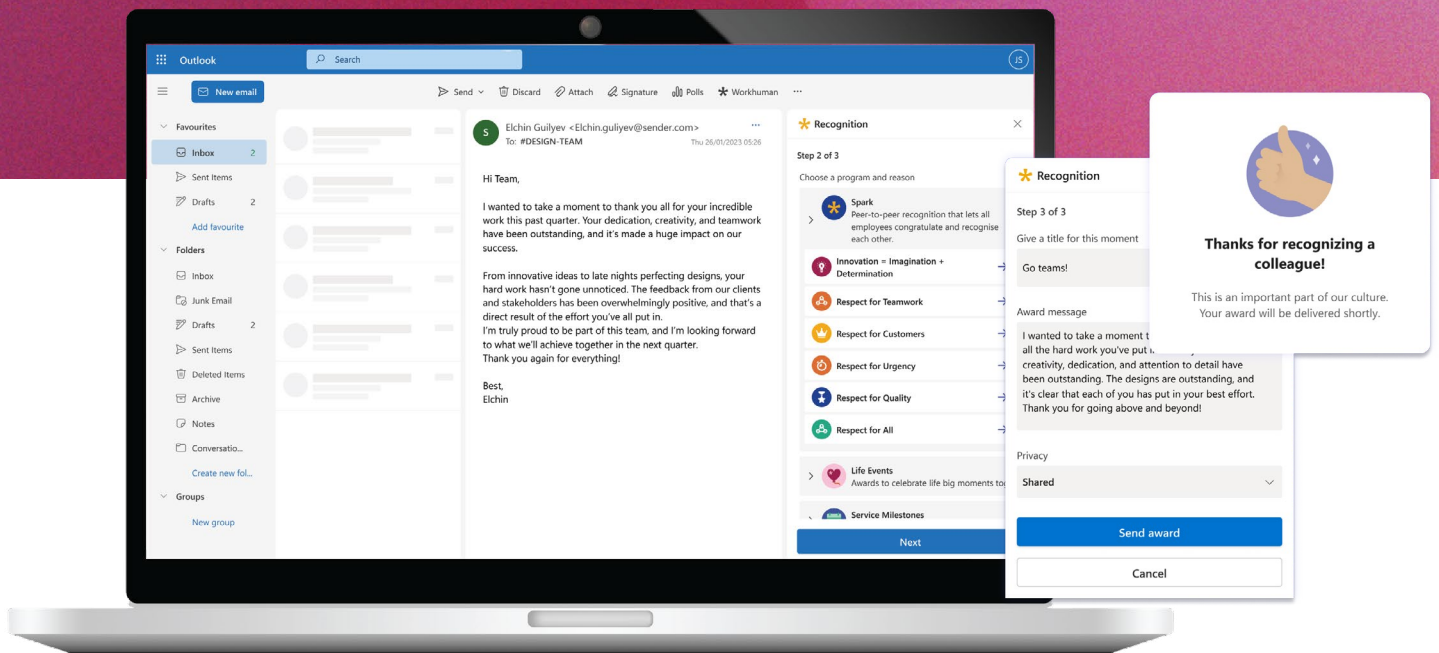 Outlook
Search
JS
New email
Send
Discard
Attach
Signature
Polls
Workhuman
Favourites
Inbox 2
Sent Items
Drafts 2
Add favourite
Folders
Inbox
Junk Email
Drafts 2
Sent Items
Deleted Items
Archive
Notes
Conversatio...
Create new fol...
Groups
New group
S
Elchin Guilyev <Elchin.guliyev@sender.com>
To: #DESIGN-TEAM
Thu 26/01/2023 05:26
Hi Team,
I wanted to take a moment to thank you all for your incredible
work this past quarter. Your dedication, creativity, and teamwork
have been outstanding, and it's made a huge impact on our
success.
From innovative ideas to late nights perfecting designs, your
hard work hasn't gone unnoticed. The feedback from our clients
and stakeholders has been overwhelmingly positive, and that's a
direct result of the effort you've all put in.
I'm truly proud to be part of this team, and I'm looking forward
to what we'll achieve together in the next quarter.
Thank you again for everything!
Best,
Elchin
Recognition
Step 2 of 3
Choose a program and reason
Spark
Peer-to-peer recognition that lets all
employees congratulate and recognise
each other.
Innovation = Imagination +
Determination
Respect for Teamwork
Respect for Customers
Respect for Urgency
Respect for Quality
Respect for All
Life Events
Awards to celebrate life big moments
Service Milestones
Next
Recognition
Step 3 of 3
Give a title for this moment
Go teams!
Award message
I wanted to take a moment
all the hard work you've put
creativity, dedication, and attention to detail have
been outstanding. The designs are outstanding, and
it's clear that each of you has put in your best effort.
Thank you for going above and beyond!
Privacy
Shared
Send award
Cancel
Thanks for recognizing a
colleague!
This is an important part of our culture.
Your award will be delivered shortly.